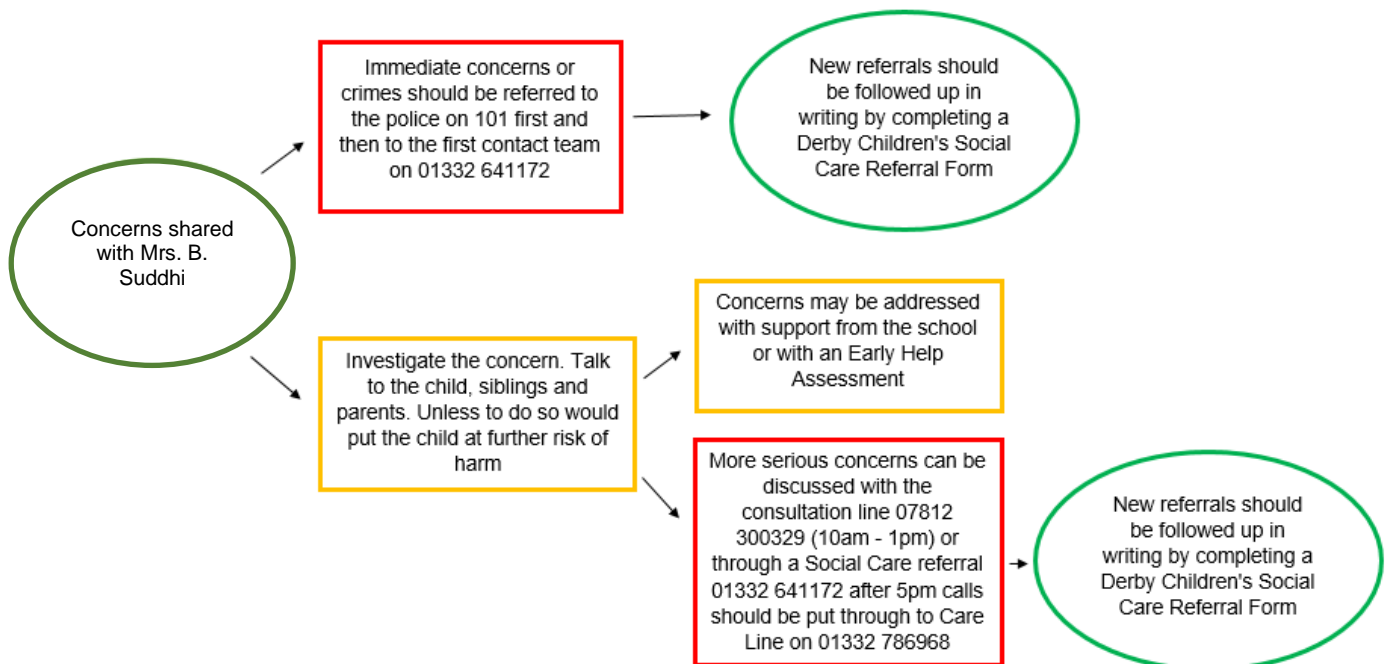 Concerns shared
with Mrs. B.
Suddhi
Immediate concerns or
crimes should be referred to
the police on 101 first and
then to the first contact team
on 01332 641172
New referrals should
be followed up in
writing by completing a
Derby Children's Social
Care Referral Form
Investigate the concern. Talk
to the child, siblings and
parents. Unless to do so would
put the child at further risk of
harm
Concerns may be addressed
with support from the school
or with an Early Help
Assessment
More serious concerns can be
discussed with the
consultation line 07812
300329 (10am - 1pm) or
through a Social Care referral
01332 641172 after 5pm calls
should be put through to Care
Line on 01332 786968
New referrals should
be followed up in
writing by completing a
Derby Children's Social
Care Referral Form